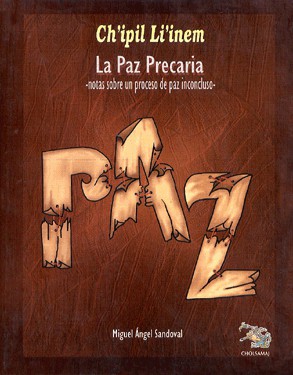 Ch'ipil Li'inem
La Paz Precaria
-notas sobre un proceso de paz inconcluso-
PAZ
Miguel Ángel Sandoval
CHOLSAMAJ